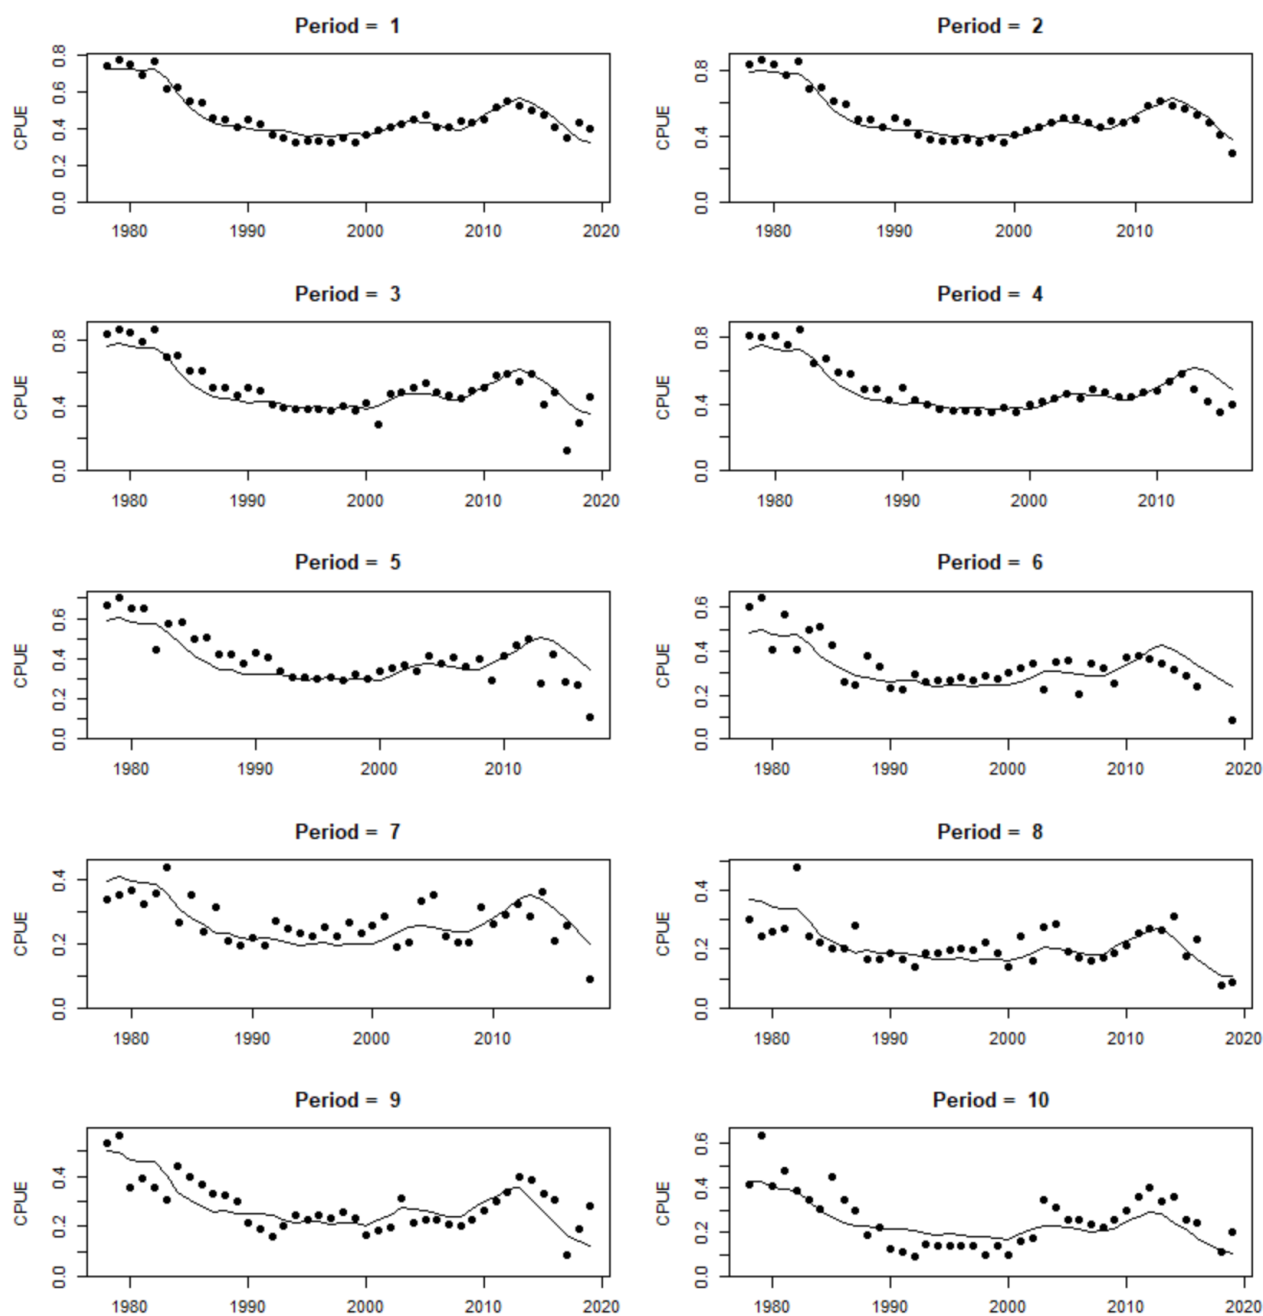 Period = 1
CPUE
0.0 0.2 0.4 0.6 0.8
1980 1990 2000 2010 2020
Period = 2
CPUE
0.0 0.4 0.8
1980 1990 2000 2010
Period = 3
CPUE
0.0 0.4 0.8
1980 1990 2000 2010 2020
Period = 4
CPUE
0.0 0.4 0.8
1980 1990 2000 2010
Period = 5
CPUE
0.0 0.2 0.4 0.6
1980 1990 2000 2010
Period = 6
CPUE
0.0 0.2 0.4 0.6
1980 1990 2000 2010 2020
Period = 7
CPUE
0.0 0.2 0.4
1980 1990 2000 2010
Period = 8
CPUE
0.0 0.2 0.4
1980 1990 2000 2010 2020
Period = 9
CPUE
0.0 0.2 0.4
1980 1990 2000 2010 2020
Period = 10
CPUE
0.0 0.2 0.4 0.6
1980 1990 2000 2010 2020